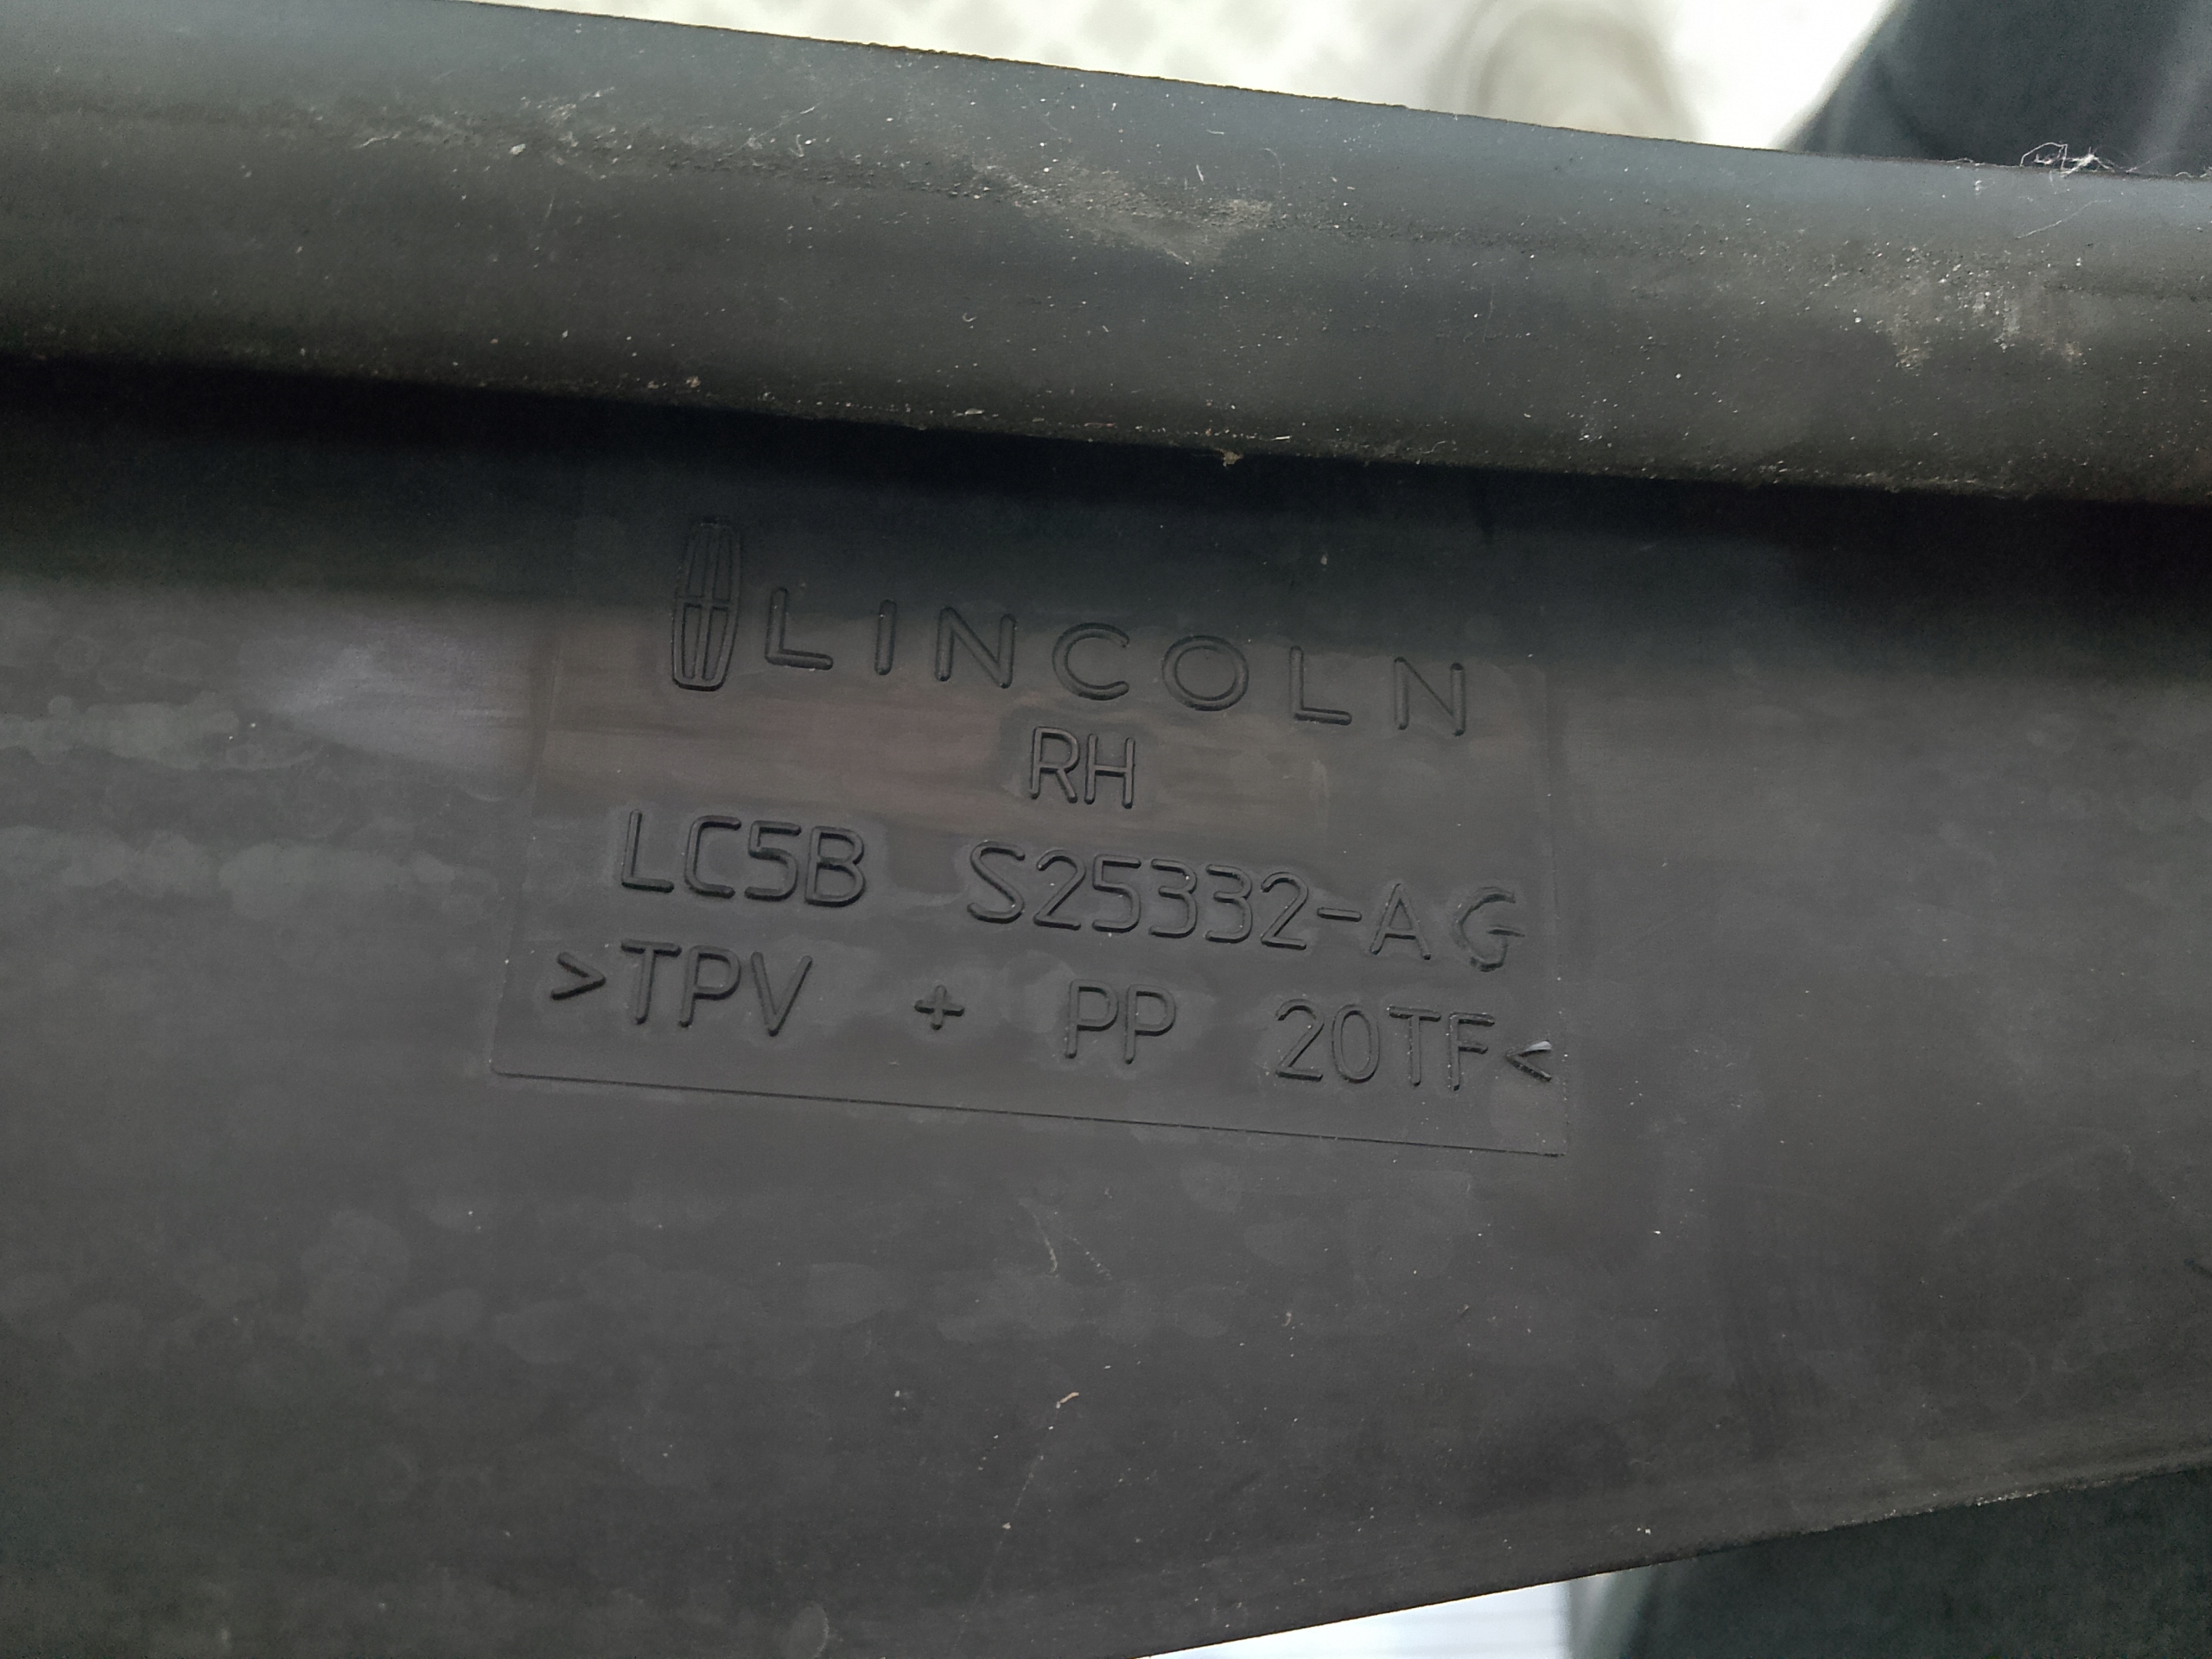 LINCOLN
RH
LC5B S25332-AG
>TPV + PP 20TF<